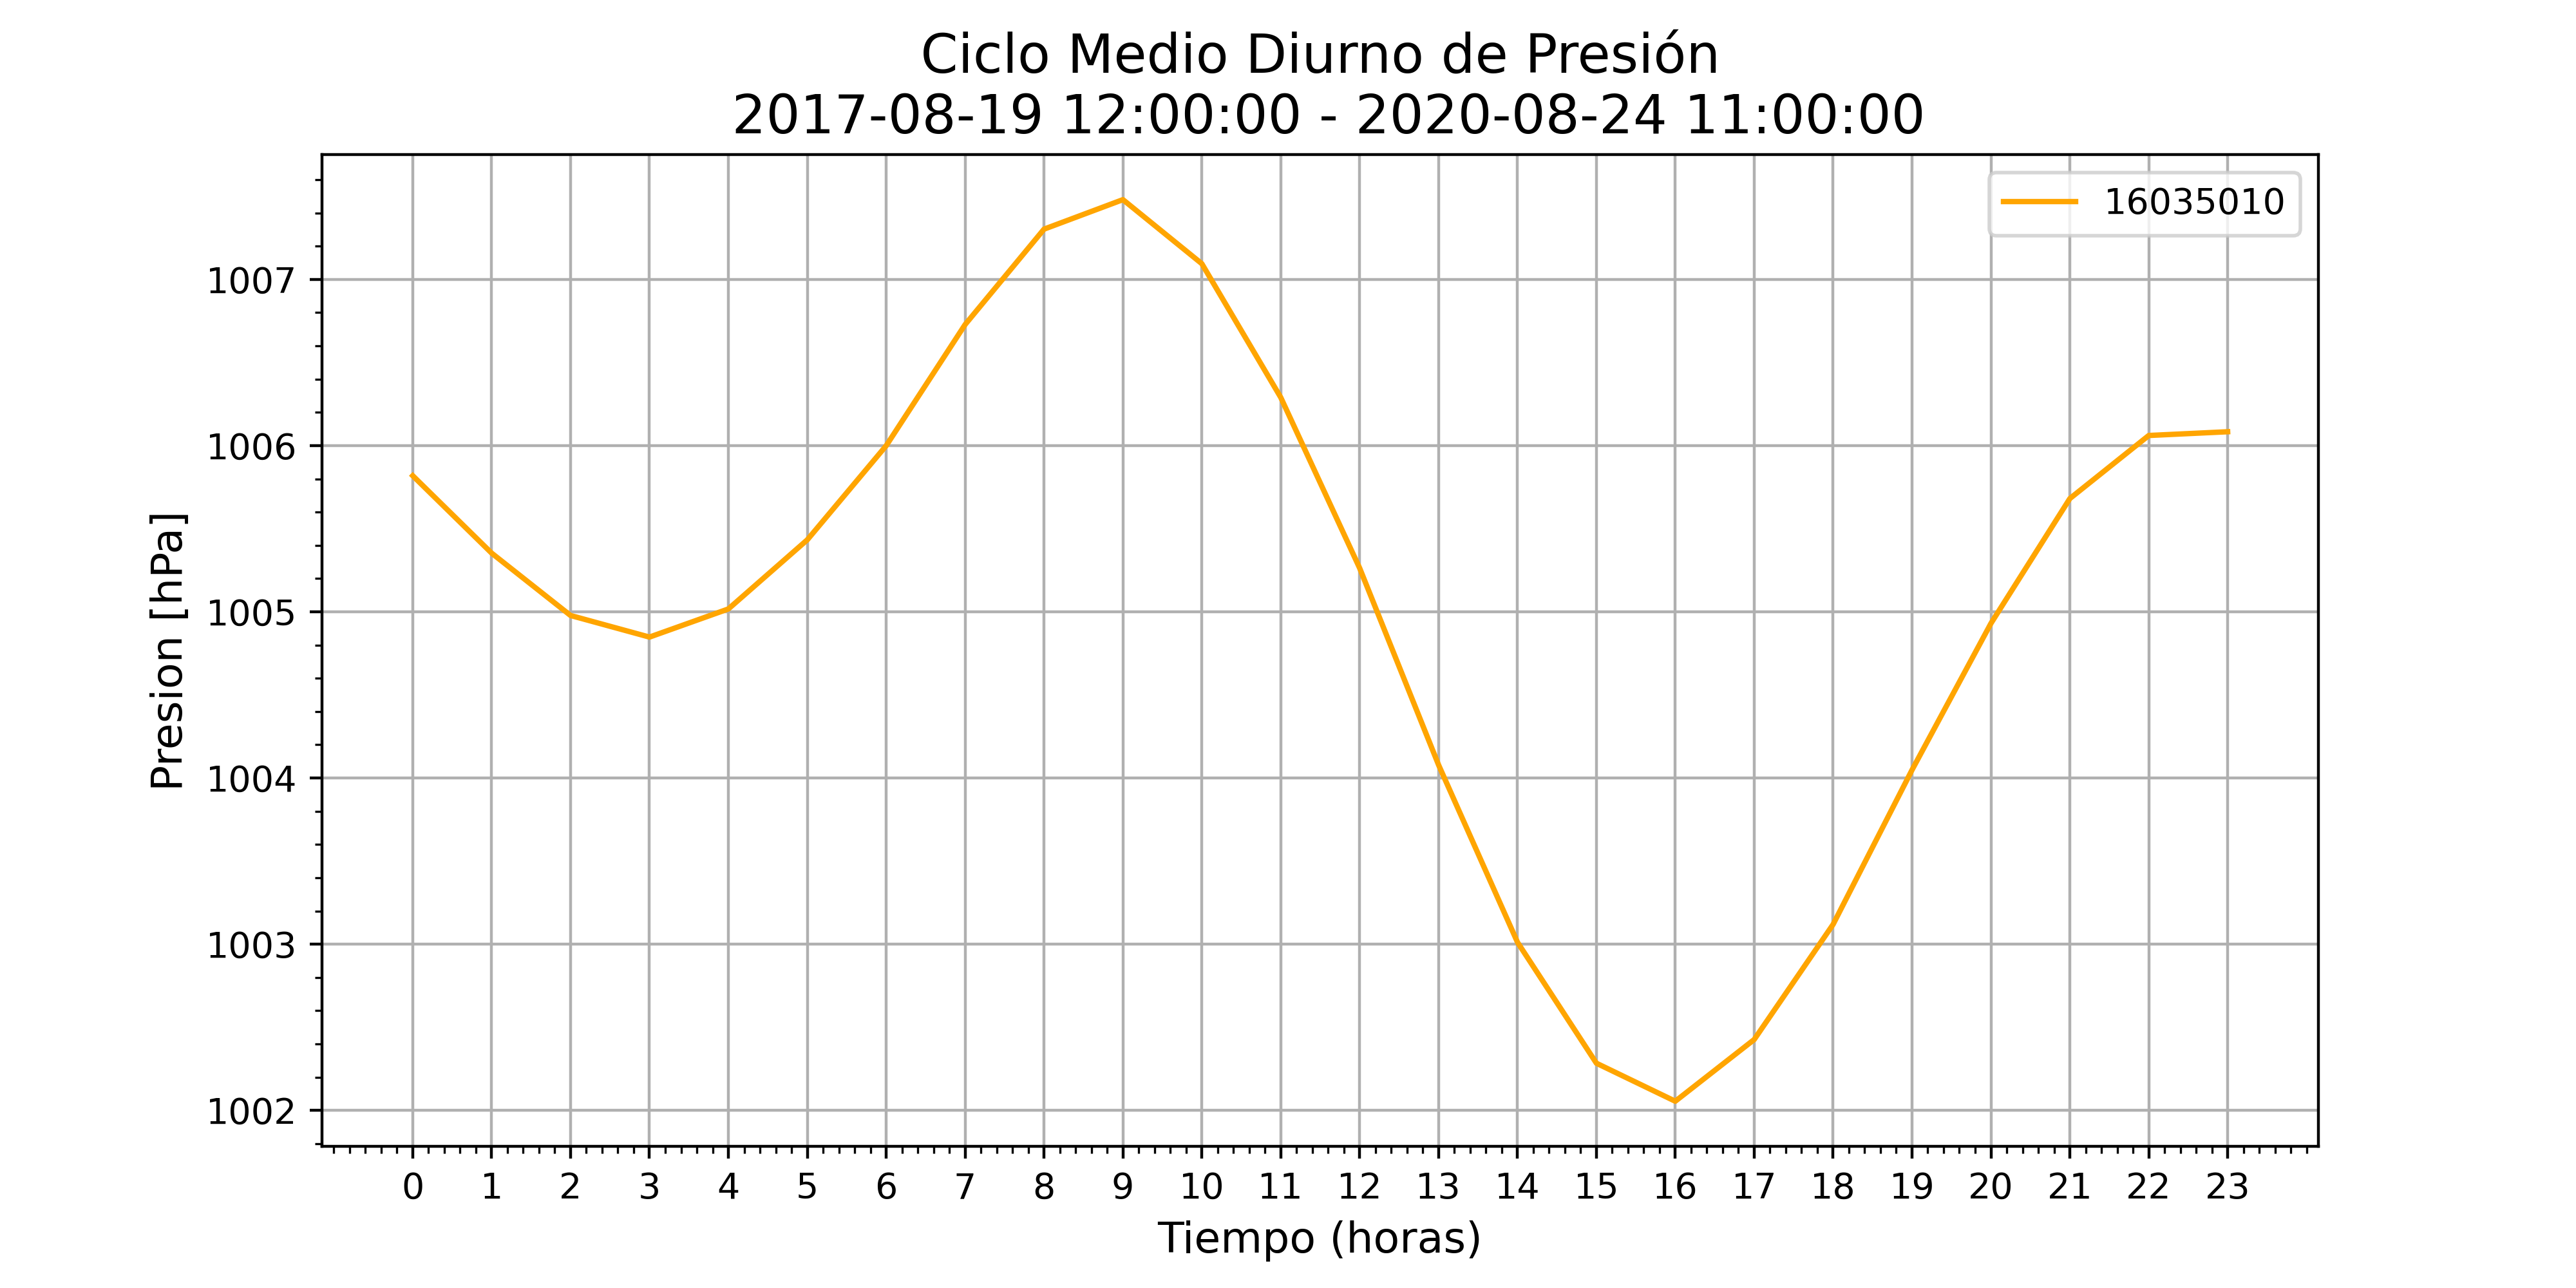 Ciclo Medio Diurno de Presión
2017-08-19 12:00:00 - 2020-08-24 11:00:00
16035010
Presion [hPa]
1007
1006
1005
1004
1003
1002
0 1 2 3 4 5 6 7 8 9 10 11 12 13 14 15 16 17 18 19 20 21 22 23
Tiempo (horas)